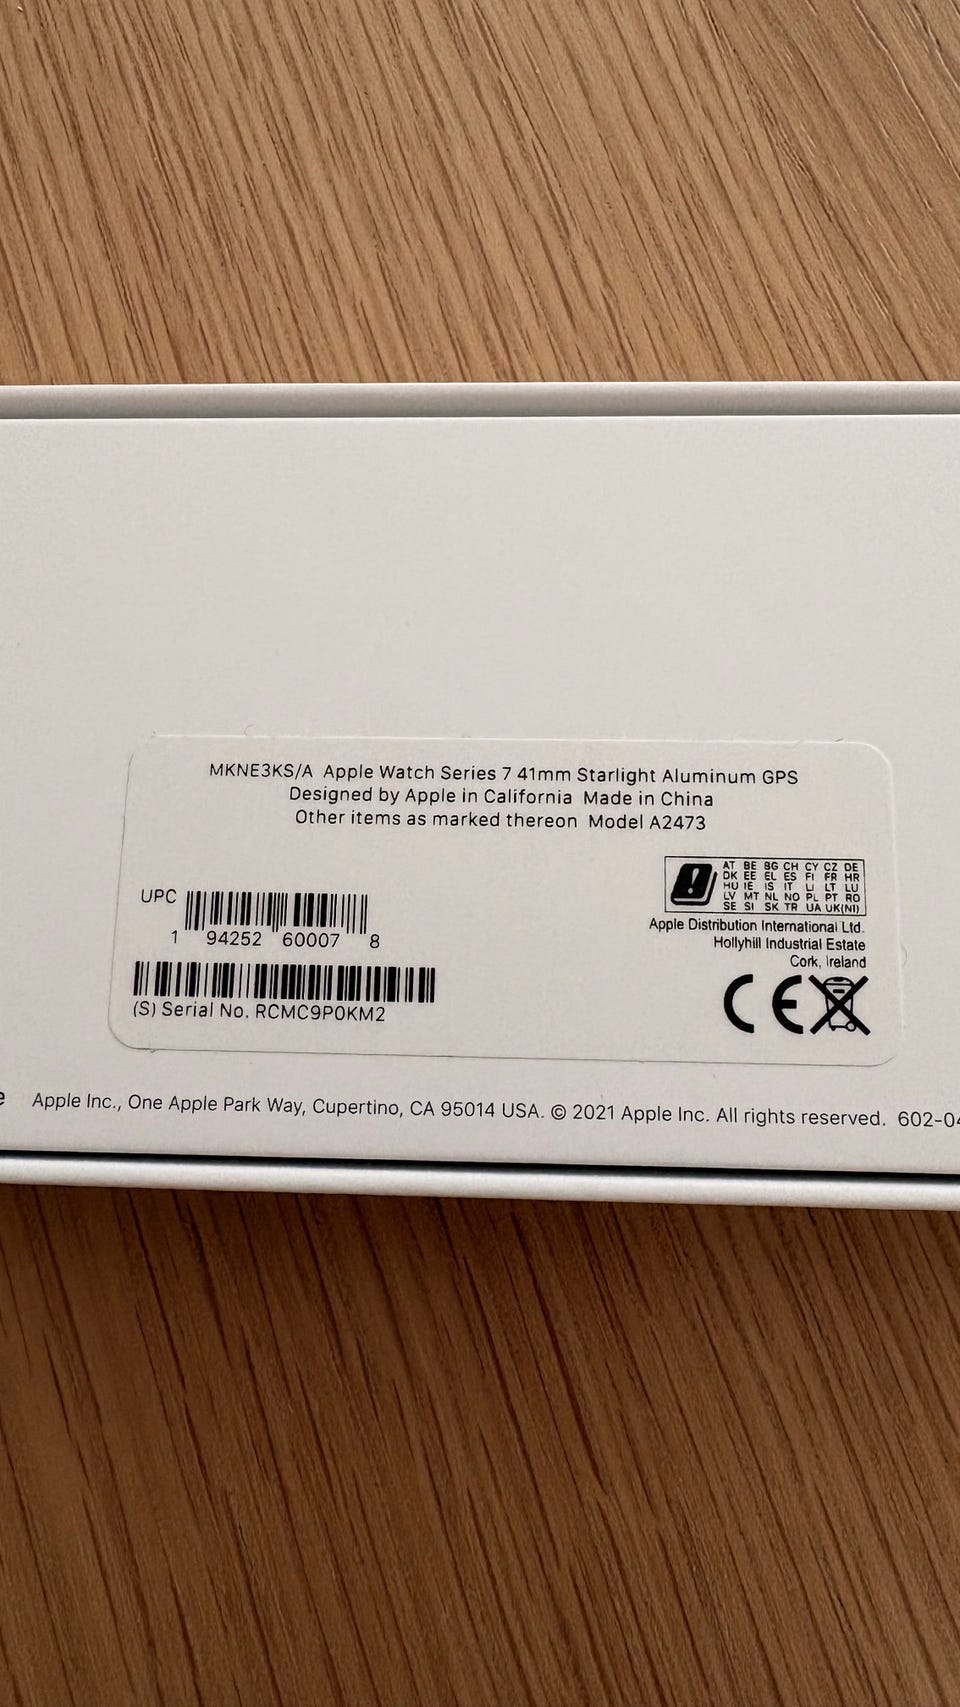 MKNE3KS/A Apple Watch Series 7 41mm Starlight Aluminum GPS
Designed by Apple in California Made in China
Other items as marked thereon Model A2473
AT BE BG CH CY CZ DE
DK EE EL ES FI FR HR
HU IE IS IT LI LT LU
LV MT NL NO PL PT RO
SE SI SK TR UA UK(NI)
UPC
1 94252 60007 8
Apple Distribution International Ltd.
Hollyhill Industrial Estate
Cork, Ireland
(S) Serial No. RCMC9P0KM2
CE
e Apple Inc., One Apple Park Way, Cupertino, CA 95014 USA. © 2021 Apple Inc. All rights reserved. 602-04